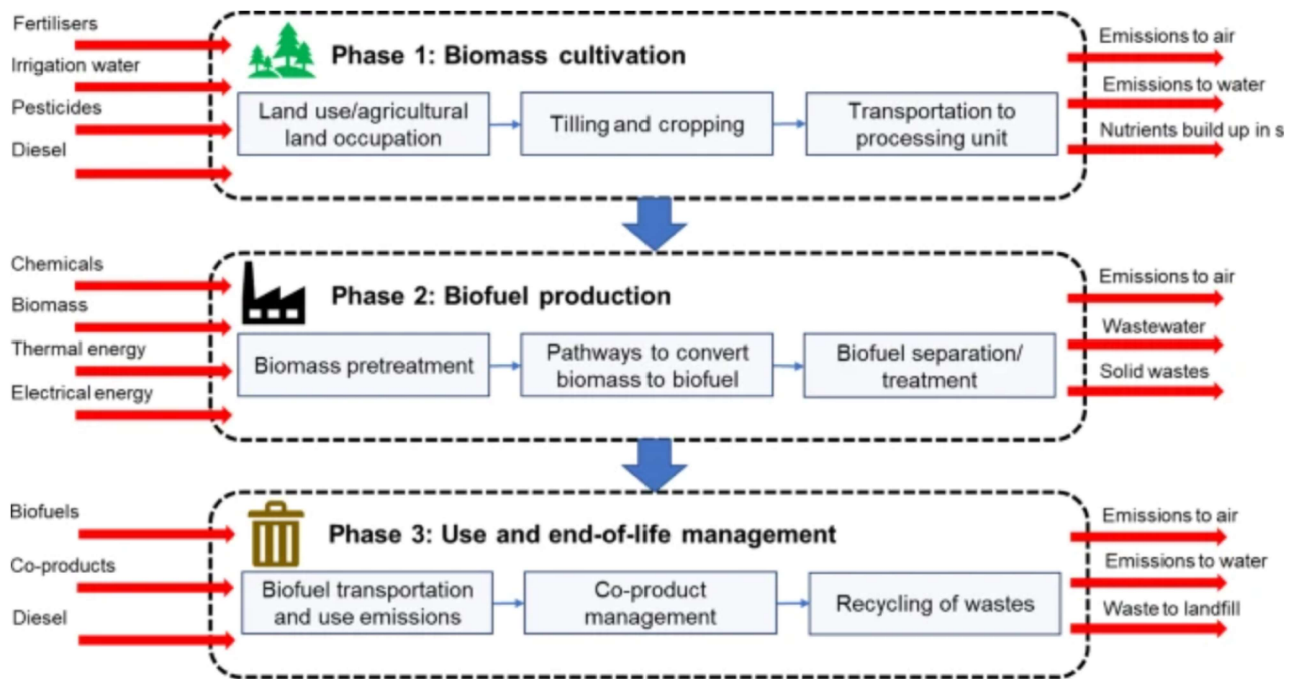 Fertilisers
Irrigation water
Pesticides
Diesel
Phase 1: Biomass cultivation
Land use/agricultural
land occupation
Tilling and cropping
Transportation to
processing unit
Emissions to air
Emissions to water
Nutrients build up in s
Chemicals
Biomass
Thermal energy
Electrical energy
Phase 2: Biofuel production
Biomass pretreatment
Pathways to convert
biomass to biofuel
Biofuel separation/
treatment
Emissions to air
Wastewater
Solid wastes
Biofuels
Co-products
Diesel
Phase 3: Use and end-of-life management
Biofuel transportation
and use emissions
Co-product
management
Recycling of wastes
Emissions to air
Emissions to water
Waste to landfill